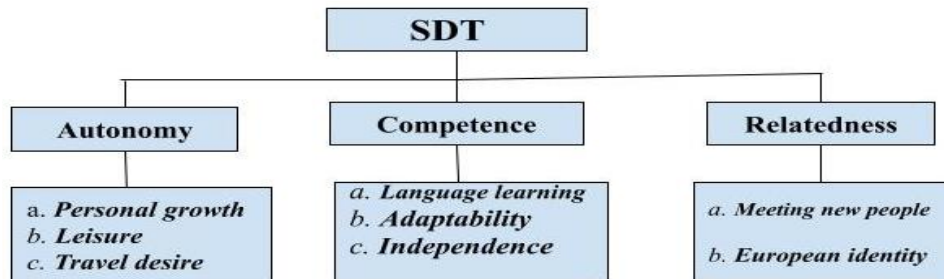 SDT
Autonomy
Competence
Relatedness
a. Personal growth
b. Leisure
c. Travel desire
a. Language learning
b. Adaptability
c. Independence
a. Meeting new people
b. European identity